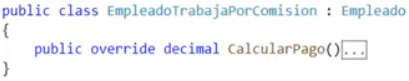 public class EmpleadoTrabajaPorComision : Empleado
{
public override decimal CalcularPago()...
}